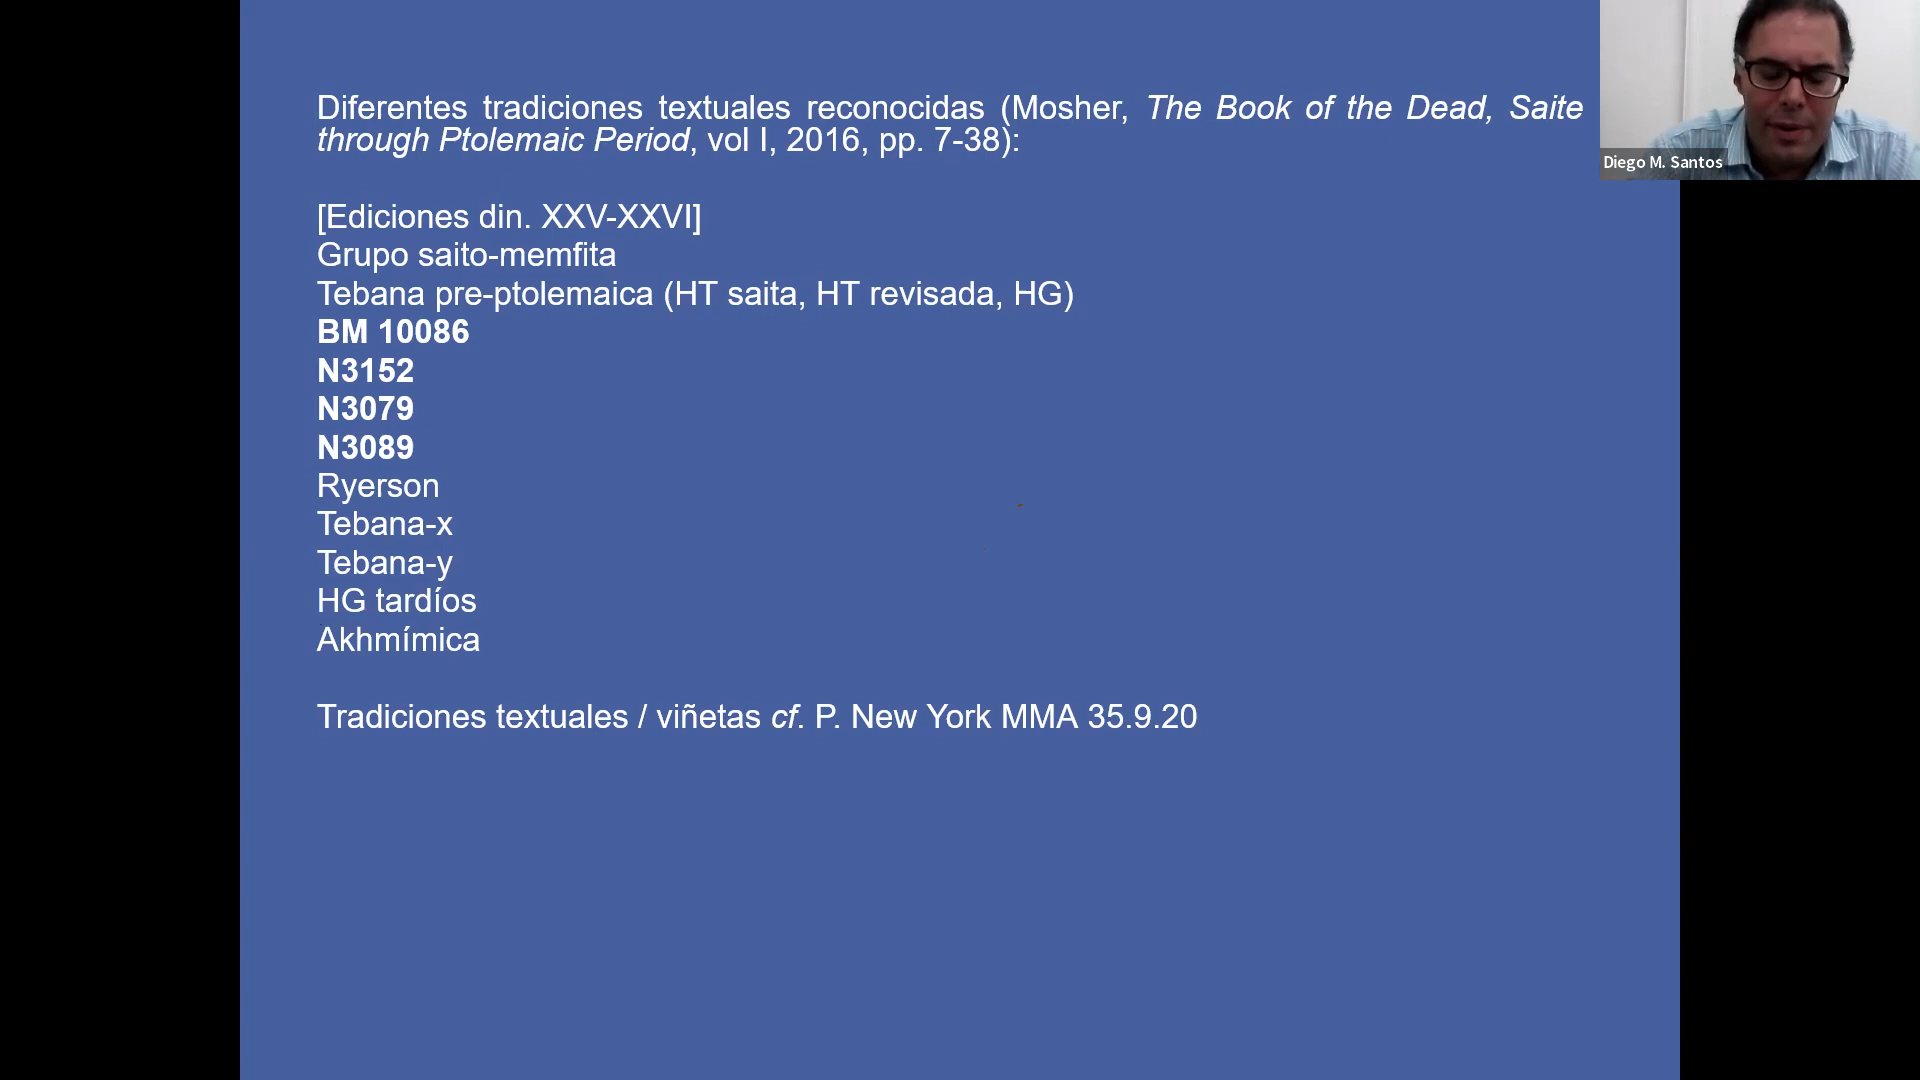 Diferentes tradiciones textuales reconocidas (Mosher, The Book of the Dead, Saite
through Ptolemaic Period, vol I, 2016, pp. 7-38):
[Ediciones din. XXV-XXVI]
Grupo saito-memfita
Tebana pre-ptolemaica (HT saita, HT revisada, HG)
BM 10086
N3152
N3079
N3089
Ryerson
Tebana-x
Tebana-y
HG tardíos
Akhmímica
Tradiciones textuales / viñetas cf. P. New York MMA 35.9.20
Diego M. Santos